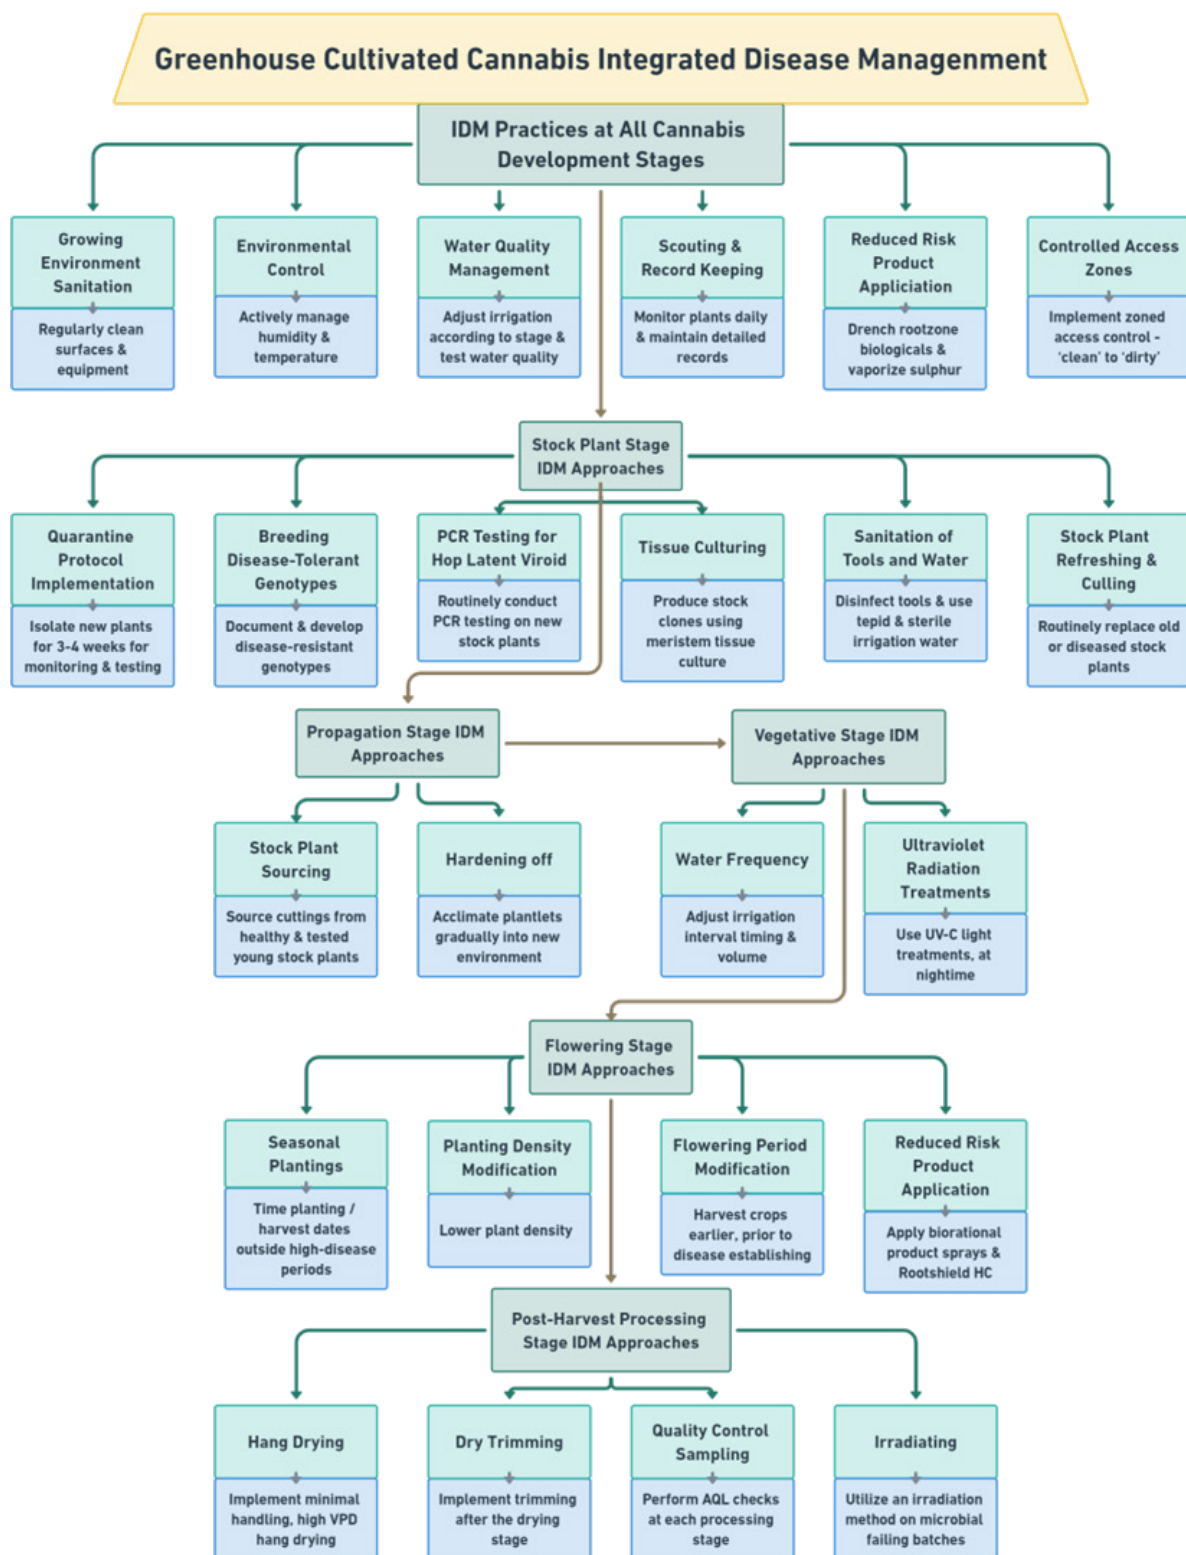 Greenhouse Cultivated Cannabis Integrated Disease Managenment
IDM Practices at All Cannabis
Development Stages
Growing
Environment
Sanitation
Regularly clean
surfaces &
equipment
Environmental
Control
Actively manage
humidity &
temperature
Water Quality
Management
Adjust irrigation
according to stage &
test water quality
Scouting &
Record Keeping
Monitor plants daily
& maintain detailed
records
Reduced Risk
Product
Appliciation
Drench rootzone
biologicals &
vaporize sulphur
Controlled Access
Zones
Implement zoned
access control -
‘clean’ to ‘dirty’
Stock Plant Stage
IDM Approaches
Quarantine
Protocol
Implementation
Isolate new plants
for 3-4 weeks for
monitoring & testing
Breeding
Disease-Tolerant
Genotypes
Document & develop
disease-resistant
genotypes
PCR Testing for
Hop Latent Viroid
Routinely conduct
PCR testing on new
stock plants
Tissue Culturing
Produce stock
clones using
meristem tissue
culture
Sanitation of
Tools and Water
Disinfect tools & use
tepid & sterile
irrigation water
Stock Plant
Refreshing &
Culling
Routinely replace old
or diseased stock
plants
Propagation Stage IDM
Approaches
Vegetative Stage IDM
Approaches
Stock Plant
Sourcing
Source cuttings from
healthy & tested
young stock plants
Hardening off
Acclimate plantlets
gradually into new
environment
Water Frequency
Adjust irrigation
interval timing &
volume
Ultraviolet
Radiation
Treatments
Use UV-C light
treatments, at
nightime
Flowering Stage
IDM Approaches
Seasonal
Plantings
Time planting /
harvest dates
outside high-disease
periods
Planting Density
Modification
Lower plant density
Flowering Period
Modification
Harvest crops
earlier, prior to
disease establishing
Reduced Risk
Product
Application
Apply biorational
product sprays &
Rootshield HC
Post-Harvest Processing
Stage IDM Approaches
Hang Drying
Implement minimal
handling, high VPD
hang drying
Dry Trimming
Implement trimming
after the drying
stage
Quality Control
Sampling
Perform AQL checks
at each processing
stage
Irradiating
Utilize an irradiation
method on microbial
failing batches